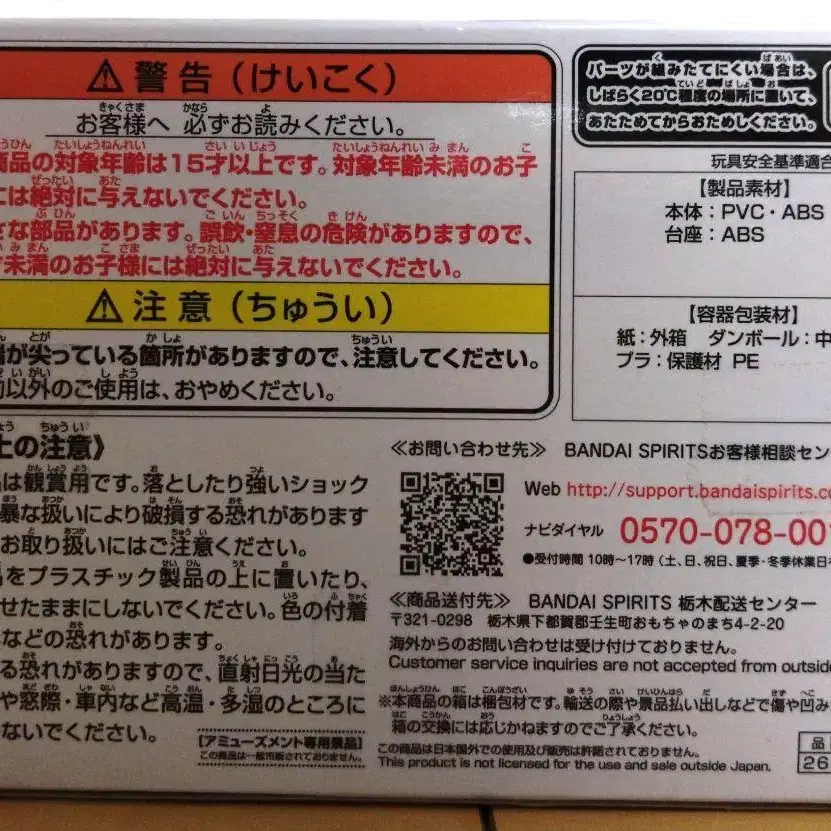 警告（けいこく）
お客様へ 必ずお読みください。
商品の対象年齢は15才以上です。対象年齢未満のお子
には絶対に与えないでください。
さな部品があります。誤飲・窒息の危険がありますので、
未満のお子様には絶対に与えないでください。
注意（ちゅうい）
が尖っている箇所がありますので、注意してください。
以外のご使用は、おやめください。
パーツが組みたてにくい場合は、
しばらく20℃程度の場所に置いて、
あたためてからおためしください。
玩具安全基準適合
【製品素材】
本体：PVC・ABS
台座：ABS
【容器包装材】
紙：外箱 ダンボール：中
プラ：保護材 PE
上の注意》
は観賞用です。落としたり強いショック
暴な扱いにより破損する恐れがあります
お取り扱いにはご注意ください。
をプラスチック製品の上に置いたり、
せたままにしないでください。色の付着
などの恐れがあります。
る恐れがありますので、直射日光の当た
や窓際・車内など高温・多湿のところに
ないでください。
[アミューズメント専用景品]
この商品は一般市販されておりません。
≪お問い合わせ先≫ BANDAI SPIRITSお客様相談セン
Web http://support.bandaispirits.co
ナビダイヤル 0570-078-001
●受付時間 10時～17時（土、日、祝日、夏季・冬季休業日
≪商品送付先≫ BANDAI SPIRITS 栃木配送センター
〒321-0298 栃木県下都賀郡壬生町おもちゃのまち4-2-20
海外からのお問い合わせは受け付けておりません。
Customer service inquiries are not accepted from outside
※本商品の箱は梱包材です。輸送の際や景品払い出しなどで傷や凹み
箱の交換には応じかねますのでご了承ください。
この商品は日本国外での使用及び販売は許諾されておりません。
This product is not licensed for the use and sale outside Japan.
品
26